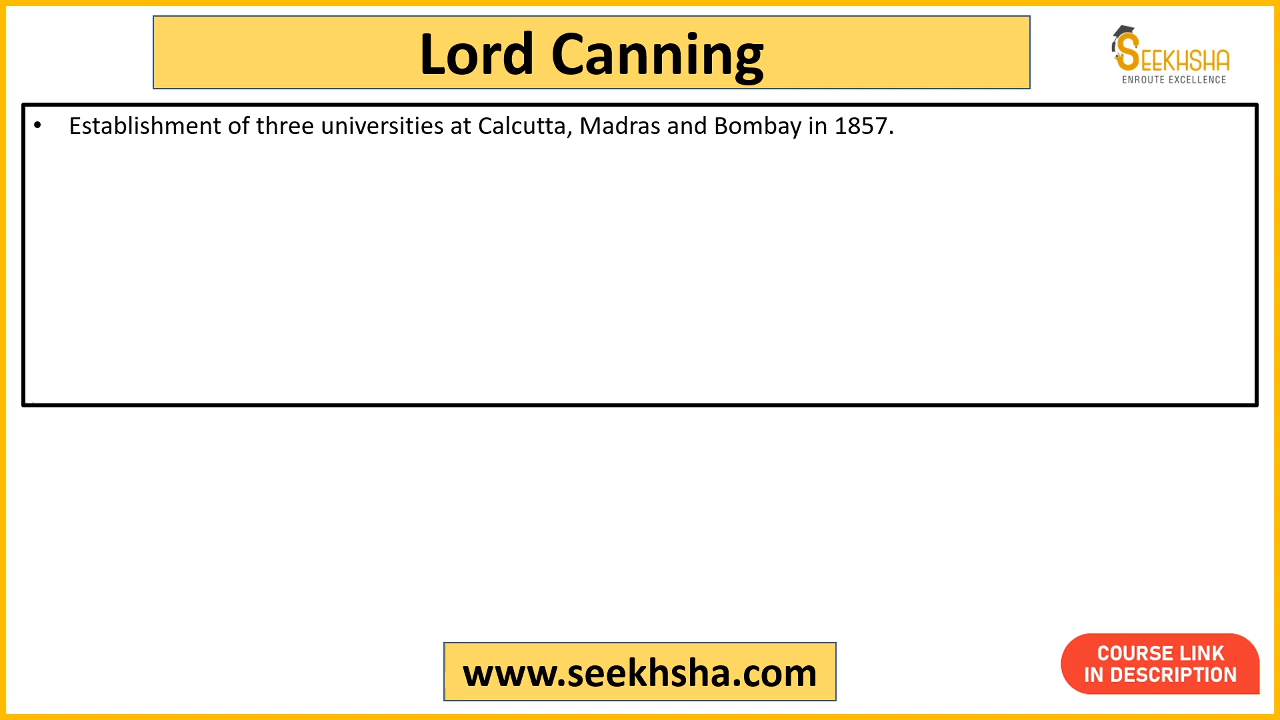 Lord Canning
SEEKHSHA
ENROUTE EXCELLENCE
• Establishment of three universities at Calcutta, Madras and Bombay in 1857.
www.seekhsha.com
COURSE LINK
IN DESCRIPTION